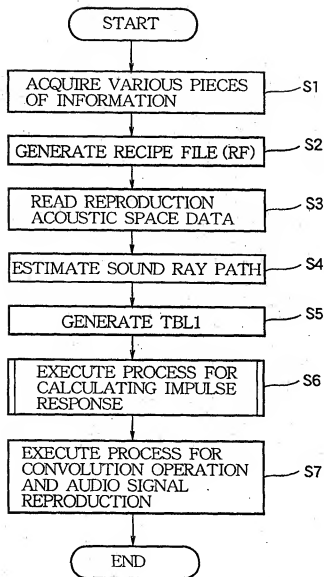 START
ACQUIRE VARIOUS PIECES
OF INFORMATION
S1
GENERATE RECIPE FILE (RF)
S2
READ REPRODUCTION
ACOUSTIC SPACE DATA
S3
ESTIMATE SOUND RAY PATH
S4
GENERATE TBL1
S5
EXECUTE PROCESS FOR
CALCULATING IMPULSE
RESPONSE
S6
EXECUTE PROCESS FOR
CONVOLUTION OPERATION
AND AUDIO SIGNAL
REPRODUCTION
S7
END